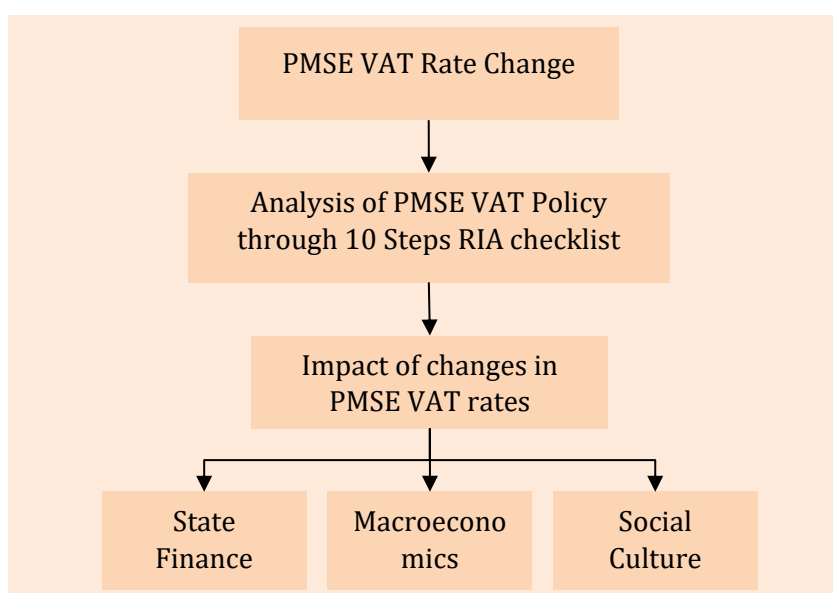 PMSE VAT Rate Change
Analysis of PMSE VAT Policy
through 10 Steps RIA checklist
Impact of changes in
PMSE VAT rates
State
Finance
Macroecono
mics
Social
Culture